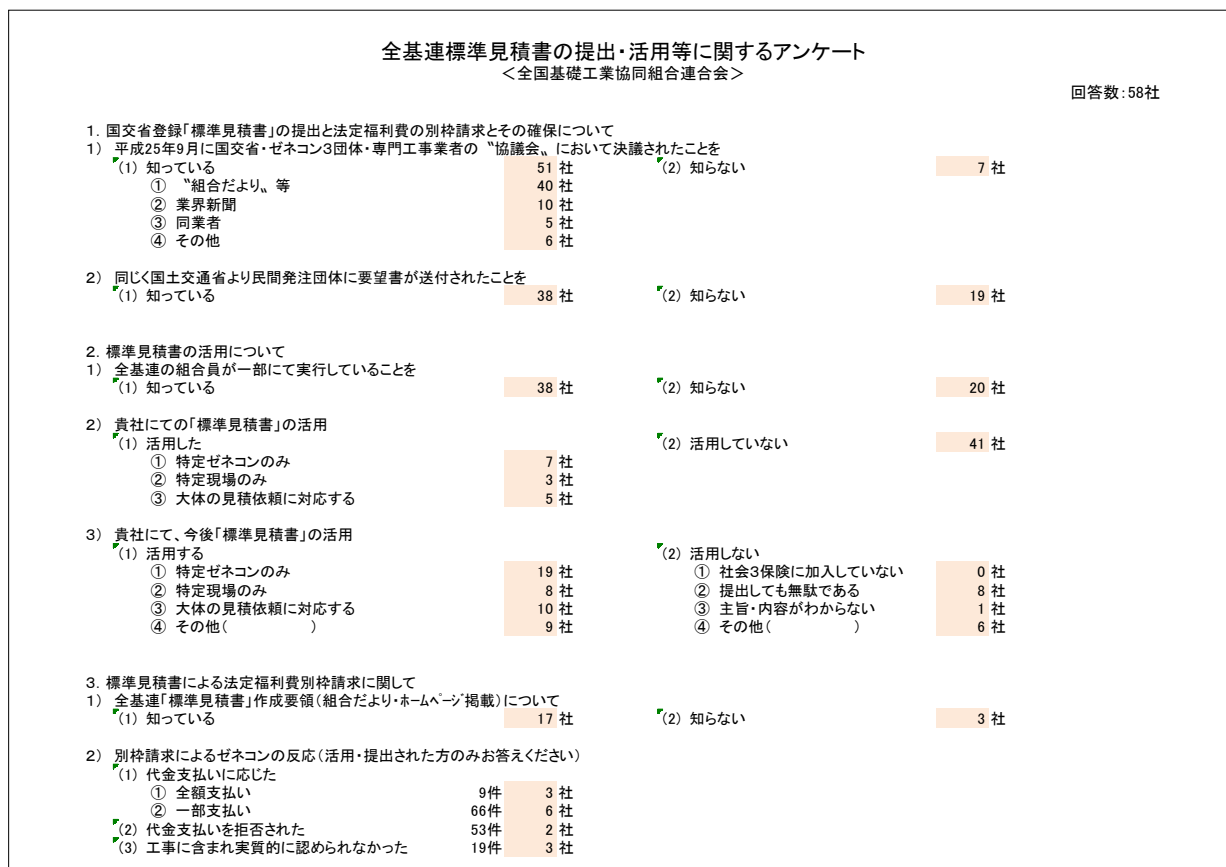 全基連標準見積書の提出・活用等に関するアンケート
＜全国基礎工業協同組合連合会＞
回答数：58社
1．国交省登録「標準見積書」の提出と法定福利費の別枠請求とその確保について
1） 平成25年9月に国交省・ゼネコン3団体・専門工事業者の〝協議会〟において決議されたことを
(1) 知っている 51 社 (2) 知らない 7 社
① 〝組合だより〟等 40 社
② 業界新聞 10 社
③ 同業者 5 社
④ その他 6 社
2） 同じく国土交通省より民間発注団体に要望書が送付されたことを
(1) 知っている 38 社 (2) 知らない 19 社
2．標準見積書の活用について
1） 全基連の組合員が一部にて実行していることを
(1) 知っている 38 社 (2) 知らない 20 社
2） 貴社にての「標準見積書」の活用
(1) 活用した (2) 活用していない 41 社
① 特定ゼネコンのみ 7 社
② 特定現場のみ 3 社
③ 大体の見積依頼に対応する 5 社
3） 貴社にて、今後「標準見積書」の活用
(1) 活用する (2) 活用しない
① 特定ゼネコンのみ 19 社 ① 社会3保険に加入していない 0 社
② 特定現場のみ 8 社 ② 提出しても無駄である 8 社
③ 大体の見積依頼に対応する 10 社 ③ 主旨・内容がわからない 1 社
④ その他（　　　　　） 9 社 ④ その他（　　　　　） 6 社
3．標準見積書による法定福利費別枠請求に関して
1） 全基連「標準見積書」作成要領（組合だより・ホームページ掲載）について
(1) 知っている 17 社 (2) 知らない 3 社
2） 別枠請求によるゼネコンの反応（活用・提出された方のみお答えください）
(1) 代金支払いに応じた
① 全額支払い 9件 3 社
② 一部支払い 66件 6 社
(2) 代金支払いを拒否された 53件 2 社
(3) 工事に含まれ実質的に認められなかった 19件 3 社